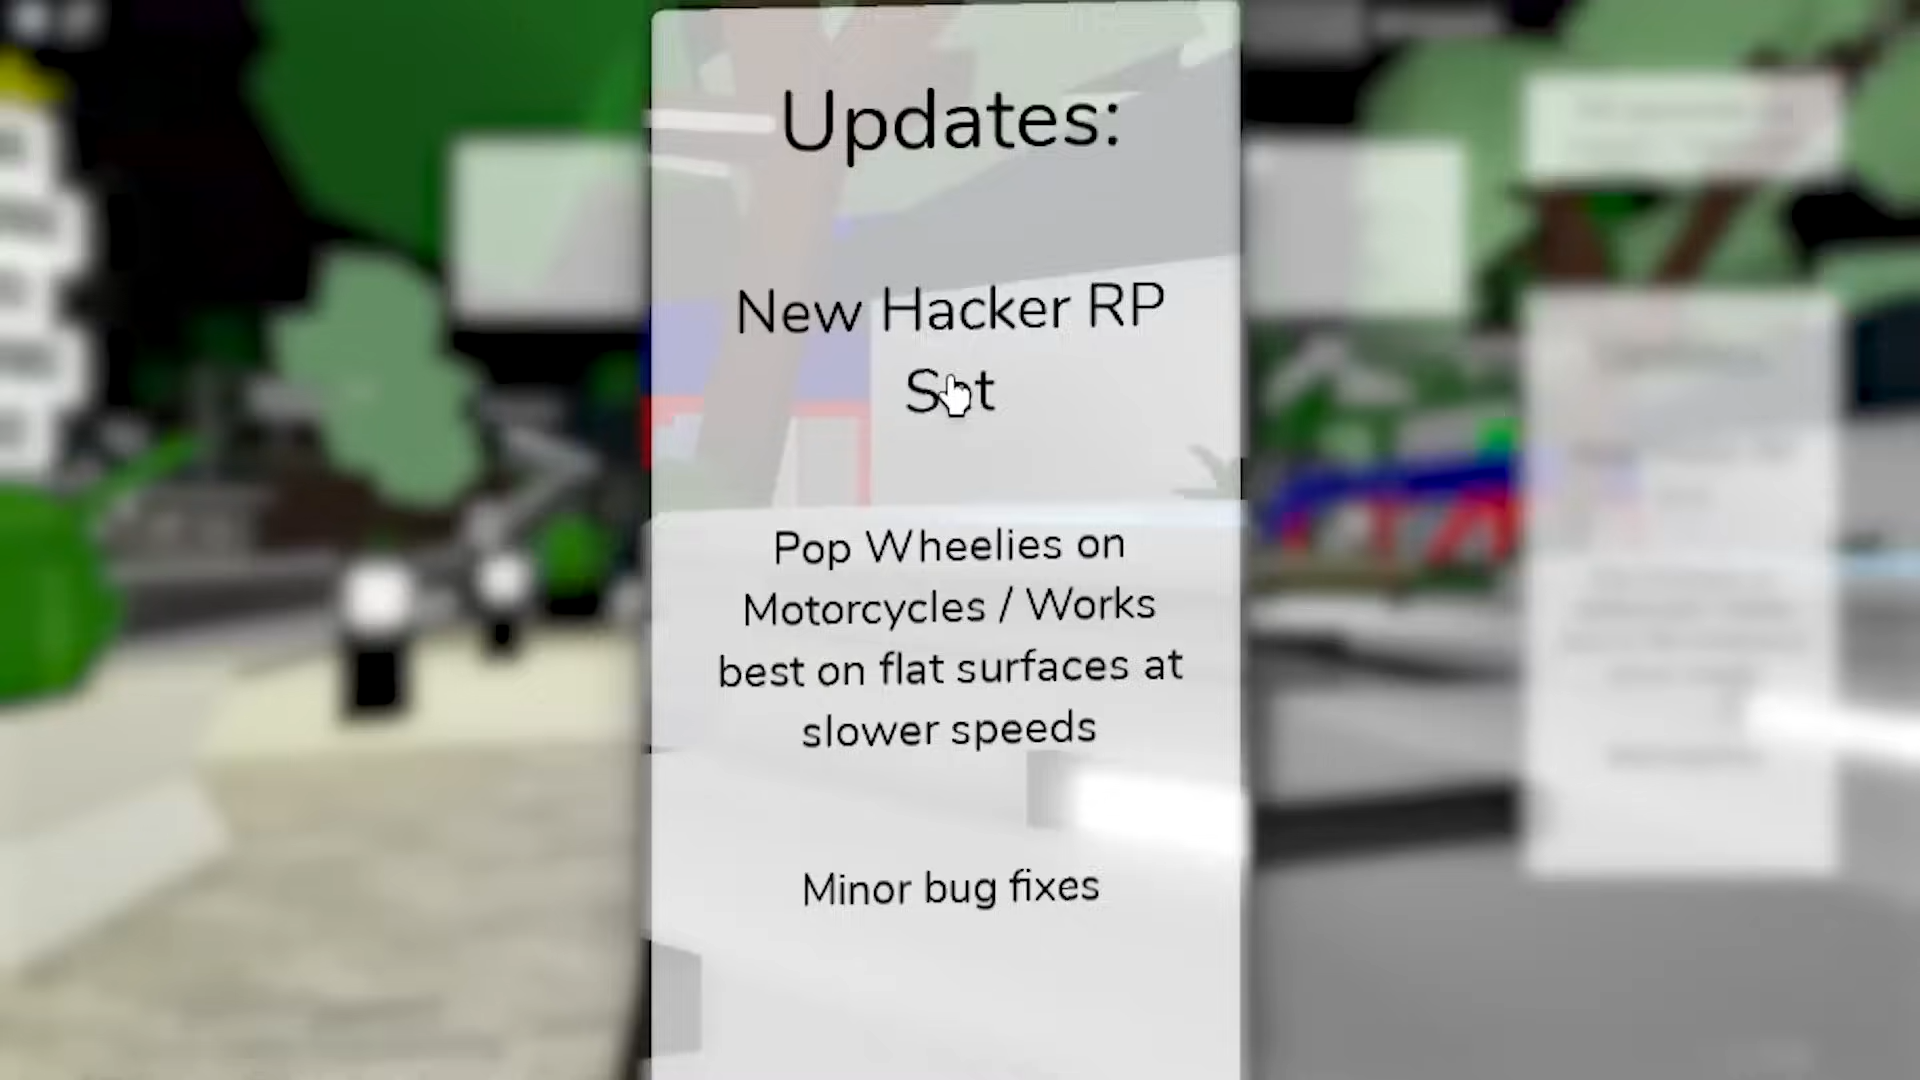 Updates:
New Hacker RP
Set
Pop Wheelies on
Motorcycles / Works
best on flat surfaces at
slower speeds
Minor bug fixes